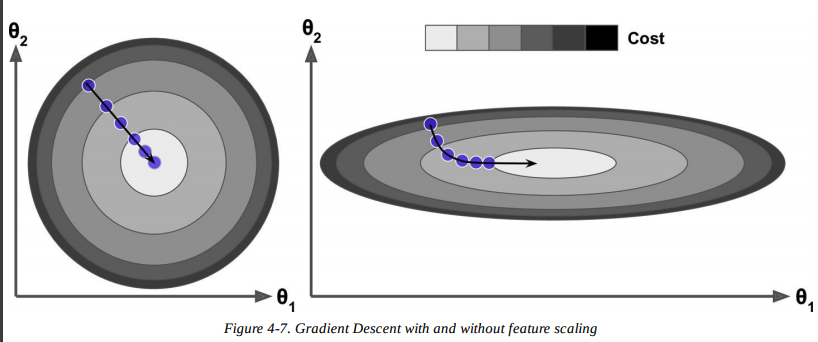 θ2
θ1
θ2
Cost
θ1
Figure 4-7. Gradient Descent with and without feature scaling